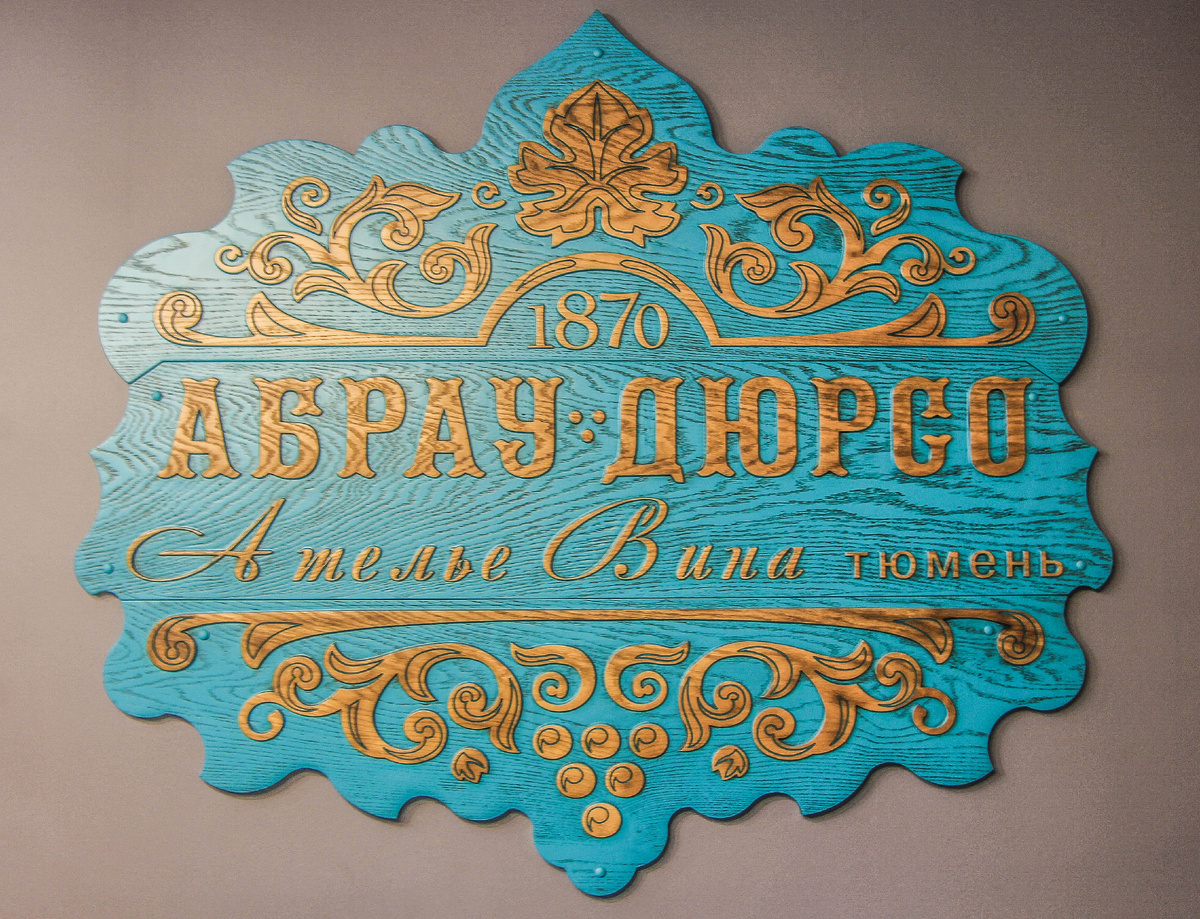 1870
АБРАУ∵ДЮРСО
Ателье Вина тюмень